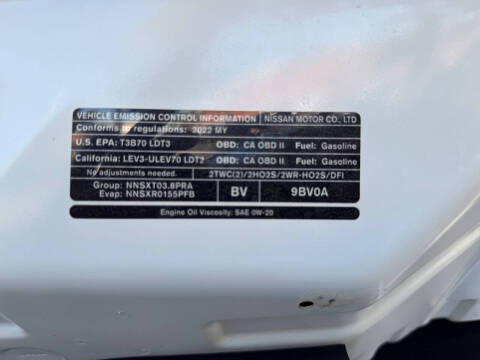 VEHICLE EMISSION CONTROL INFORMATION NISSAN MOTOR CO., LTD
Conforms to regulations: 2022 MY
U.S. EPA: T3B70 LDT3 OBD: CA OBD II Fuel: Gasoline
California: LEV3-ULEV70 LDT2 OBD: CA OBD II Fuel: Gasoline
No adjustments needed. 2TWC(2)/2HO2S/2WR-HO2S/DFI
Group: NNSXT03.8PRA BV 9BV0A
Evap: NNSXR0155PFB
Engine Oil Viscosity: SAE 0W-20